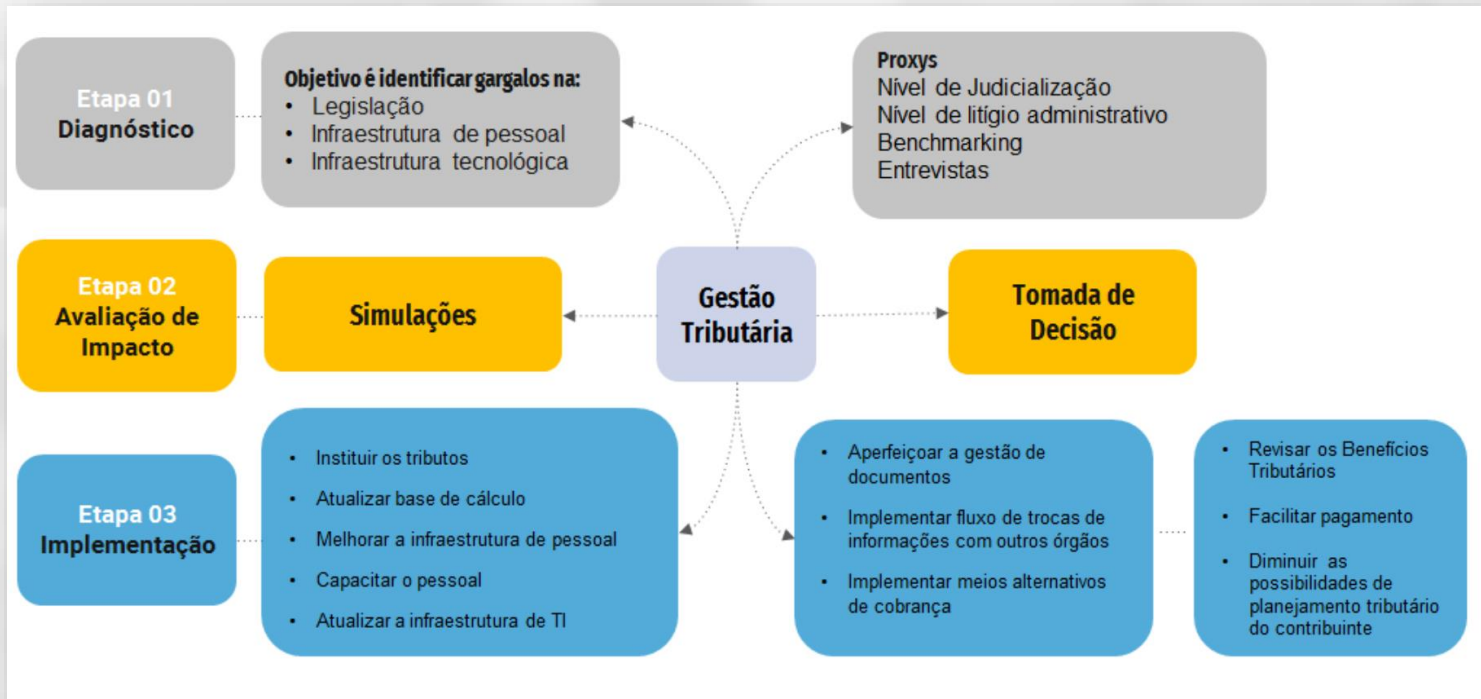 Etapa 01
Diagnóstico
Objetivo é identificar gargalos na:
• Legislação
• Infraestrutura de pessoal
• Infraestrutura tecnológica
Proxys
Nível de Judicialização
Nível de litígio administrativo
Benchmarking
Entrevistas
Etapa 02
Avaliação de
Impacto
Simulações
Gestão
Tributária
Tomada de
Decisão
Etapa 03
Implementação
• Instituir os tributos
• Atualizar base de cálculo
• Melhorar a infraestrutura de pessoal
• Capacitar o pessoal
• Atualizar a infraestrutura de TI
• Aperfeiçoar a gestão de
documentos
• Implementar fluxo de trocas de
informações com outros órgãos
• Implementar meios alternativos
de cobrança
• Revisar os Benefícios
Tributários
• Facilitar pagamento
• Diminuir as
possibilidades de
planejamento tributário
do contribuinte